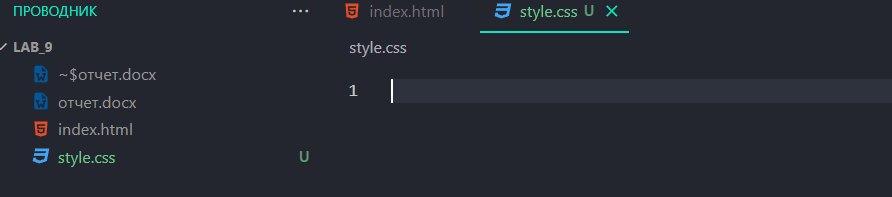 ПРОВОДНИК ...
LAB_9
~$отчет.docx
отчет.docx
index.html
style.css U
index.html style.css U
style.css
1